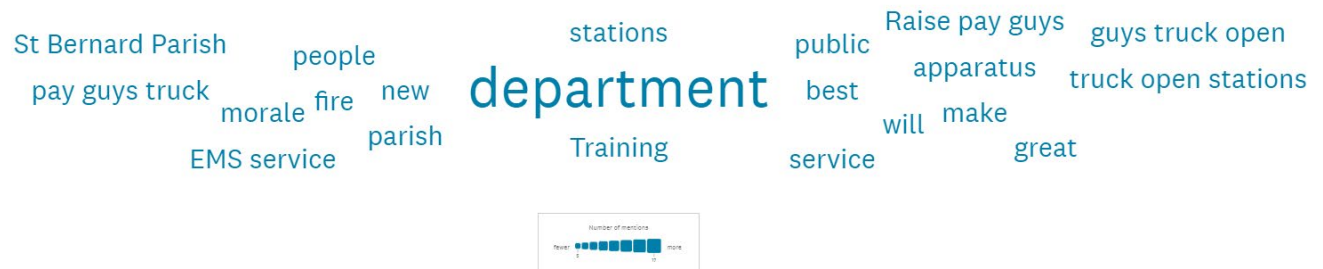 St Bernard Parish
people
stations
public
Raise pay guys
guys truck open
pay guys truck
morale
fire
new
department
best
apparatus
truck open stations
parish
will
make
EMS service
Training
service
great
Number of mentions
fewer
more